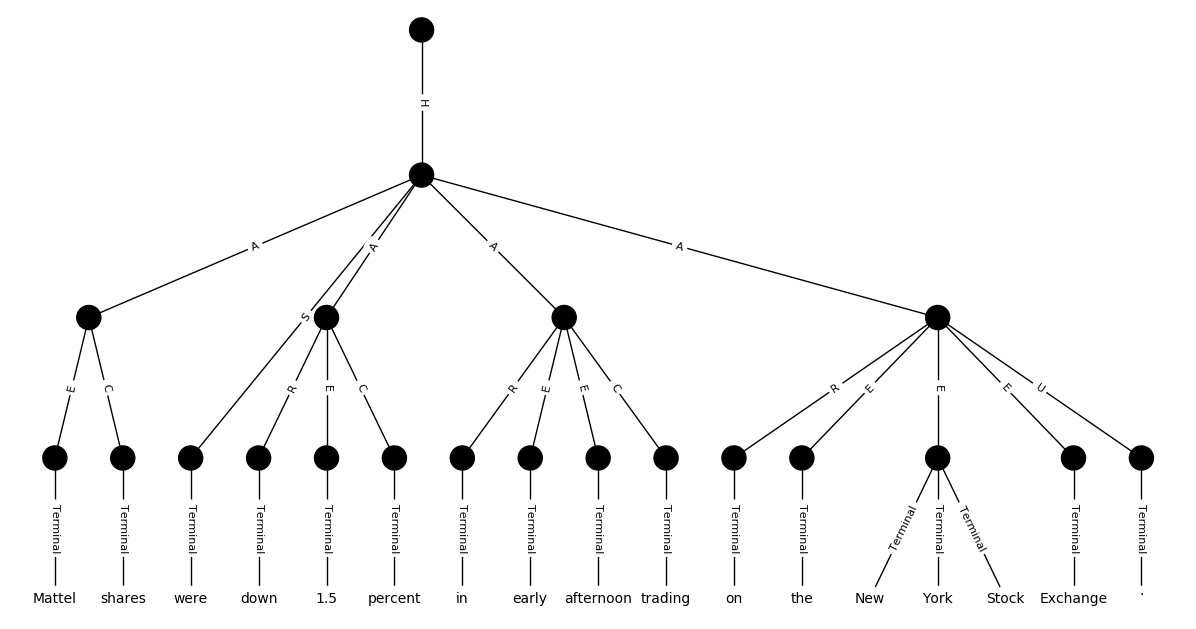 H
A A A A
S
E C R E C R E E C R E E E U
Terminal Terminal Terminal Terminal Terminal Terminal Terminal Terminal Terminal Terminal Terminal Terminal Terminal Terminal Terminal Terminal Terminal
Mattel shares were down 1.5 percent in early afternoon trading on the New York Stock Exchange .